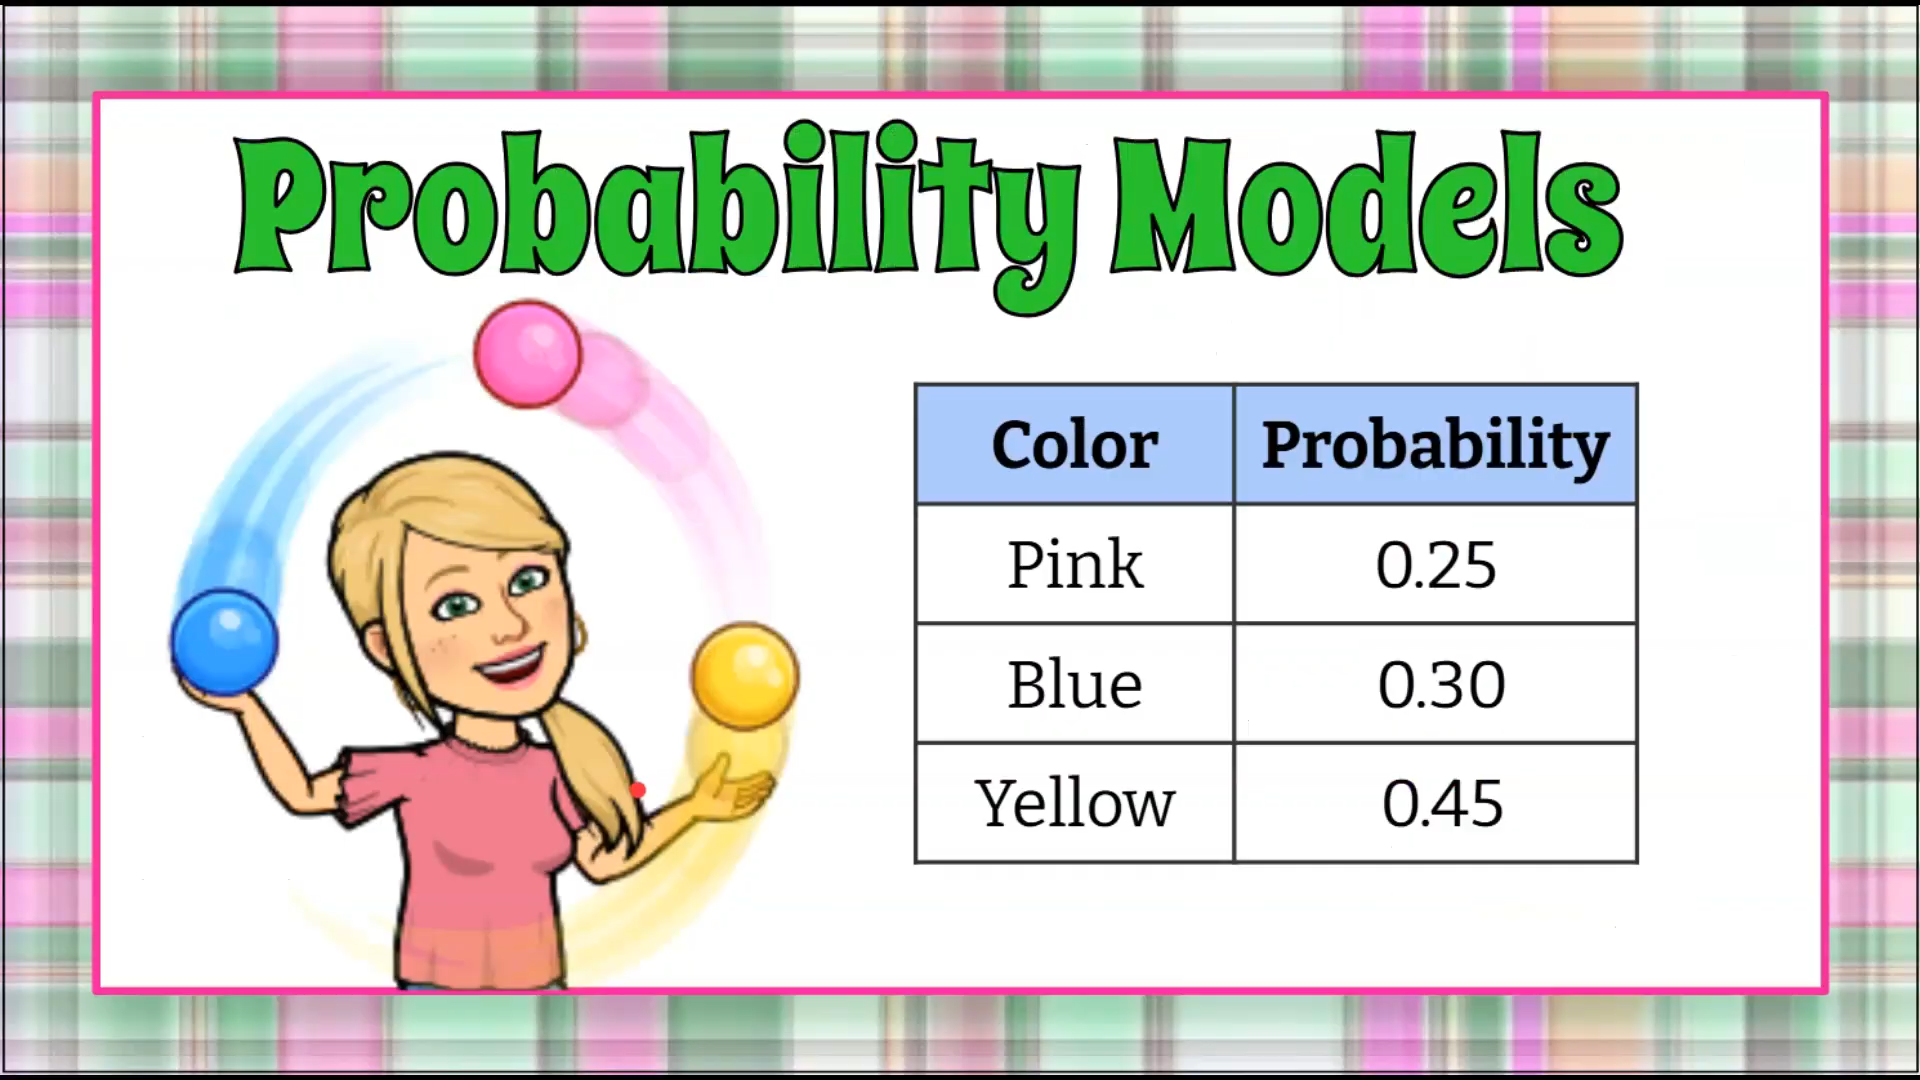 Probability Models
Color Probability
Pink 0.25
Blue 0.30
Yellow 0.45